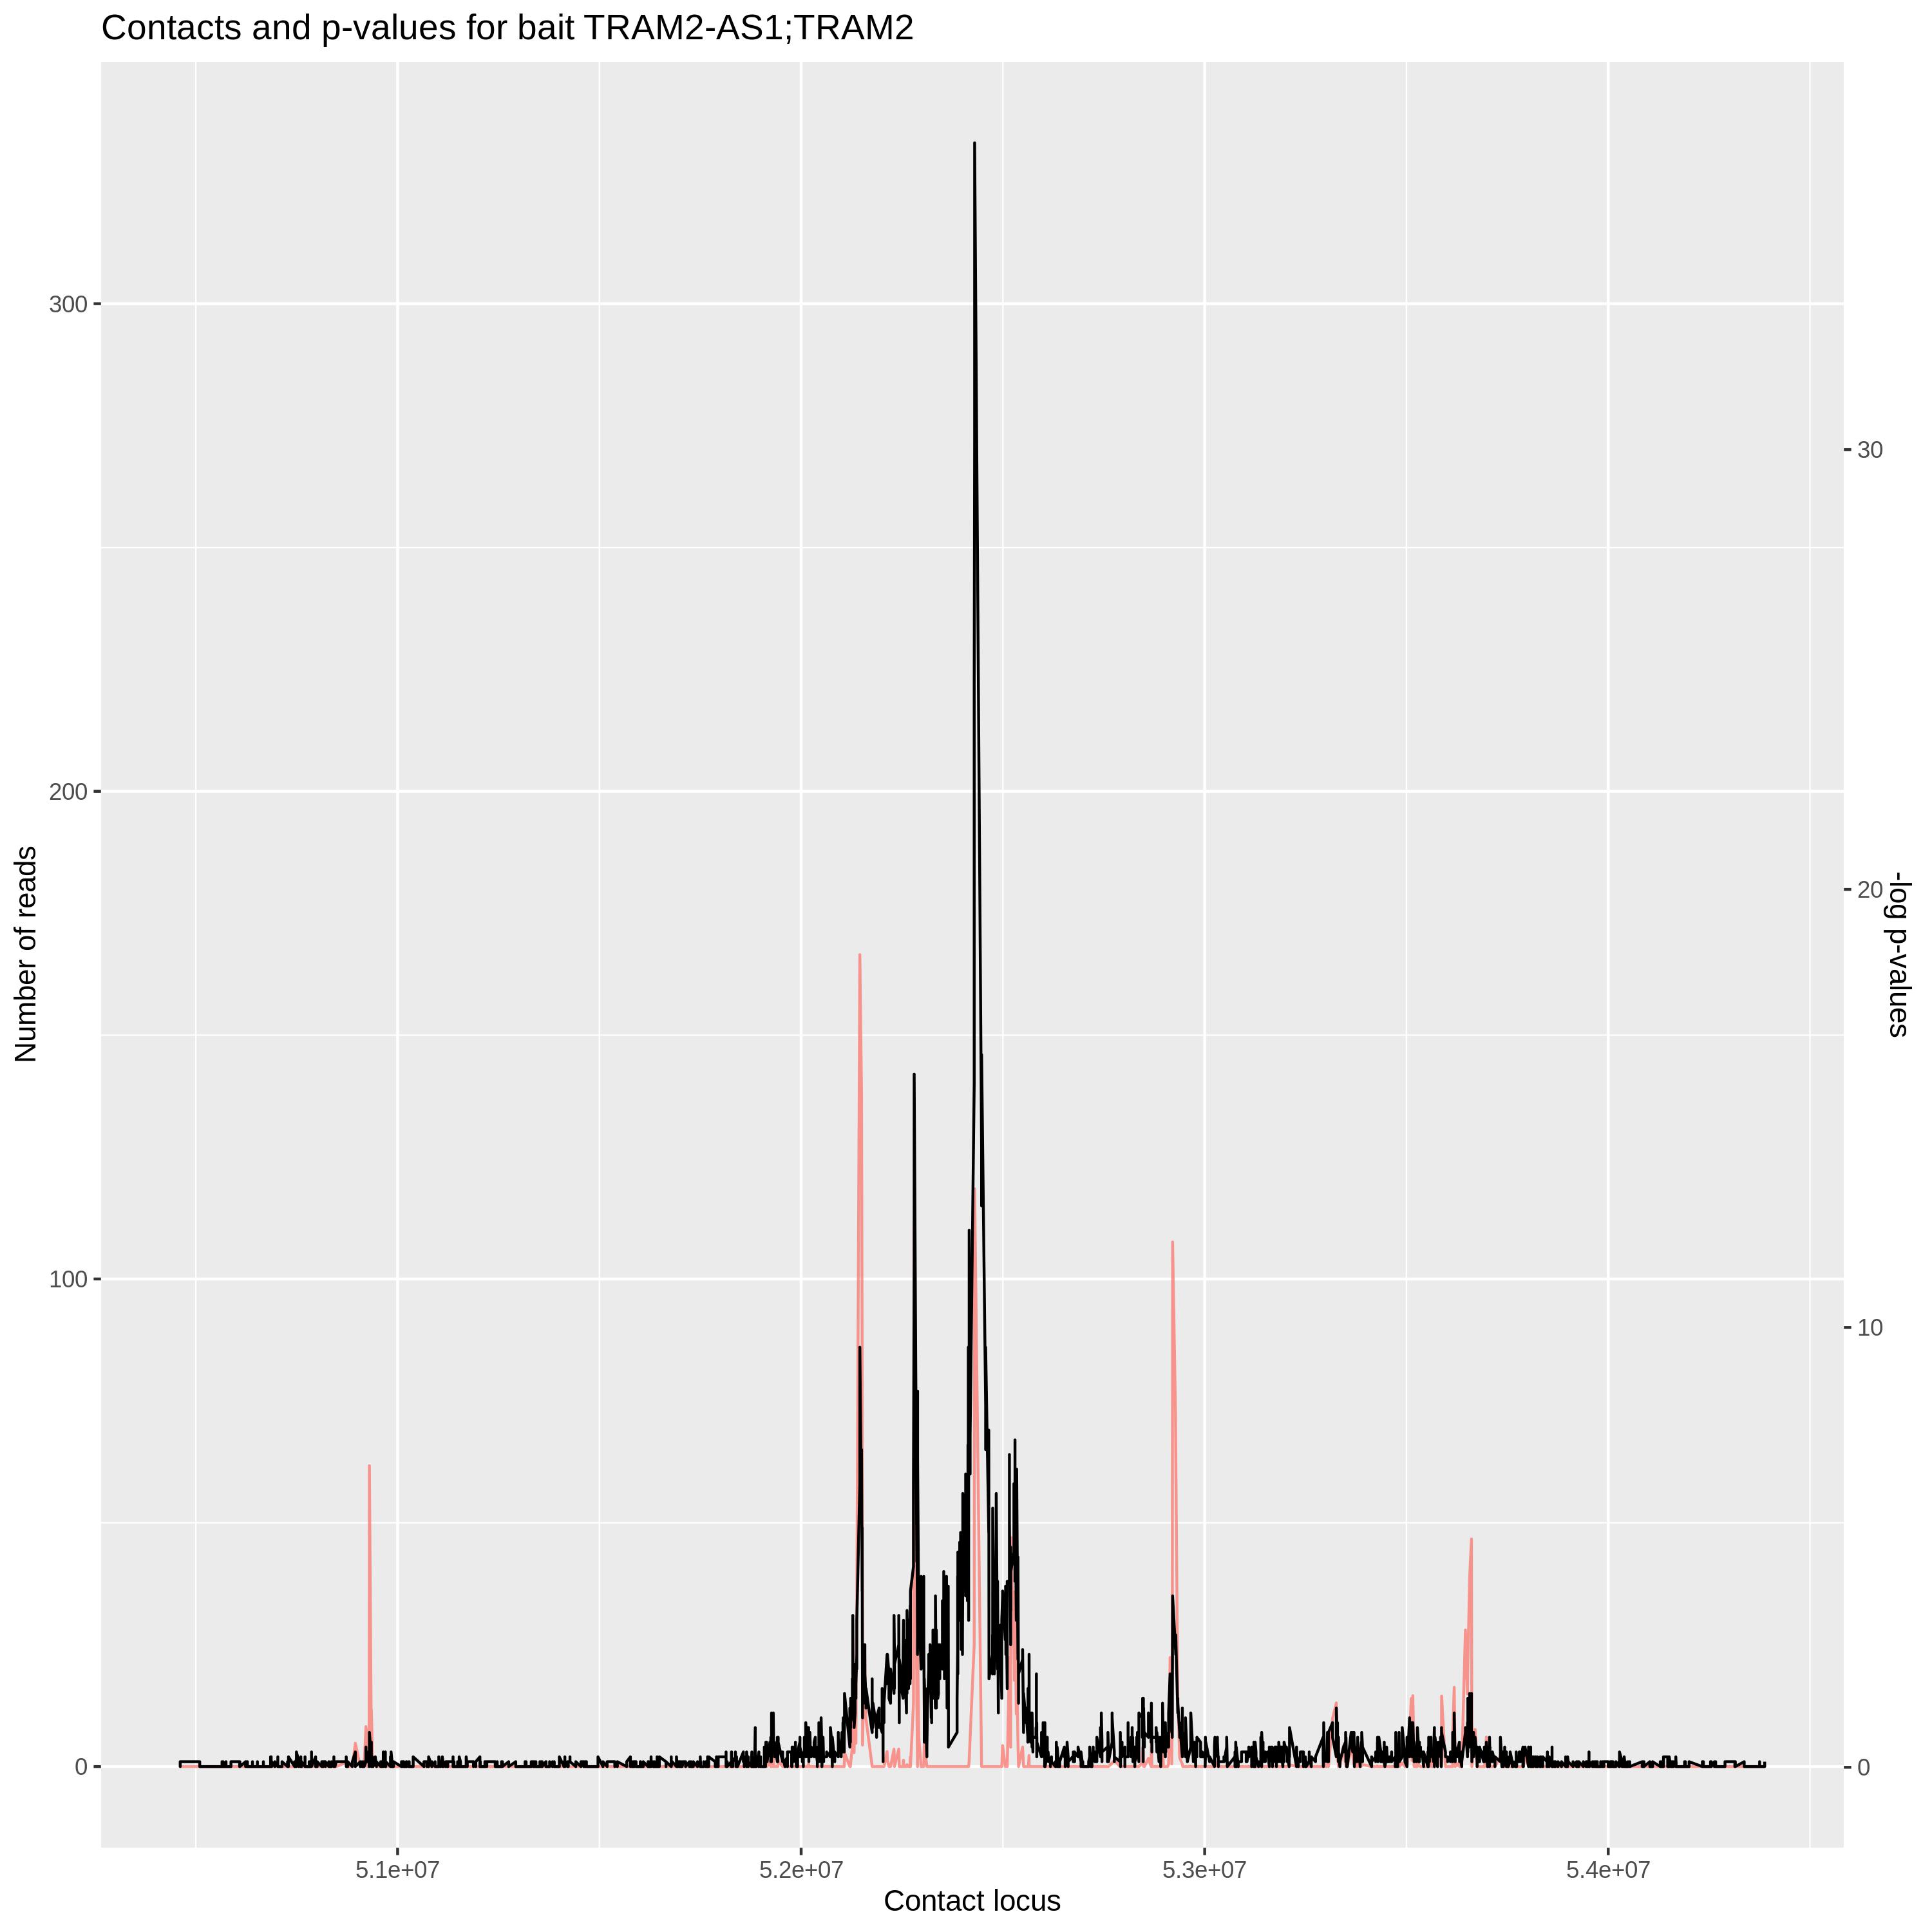 Contacts and p-values for bait TRAM2-AS1;TRAM2
300
200
100
0
Number of reads
30
20
10
0
-log p-values
5.1e+07
5.2e+07
5.3e+07
5.4e+07
Contact locus